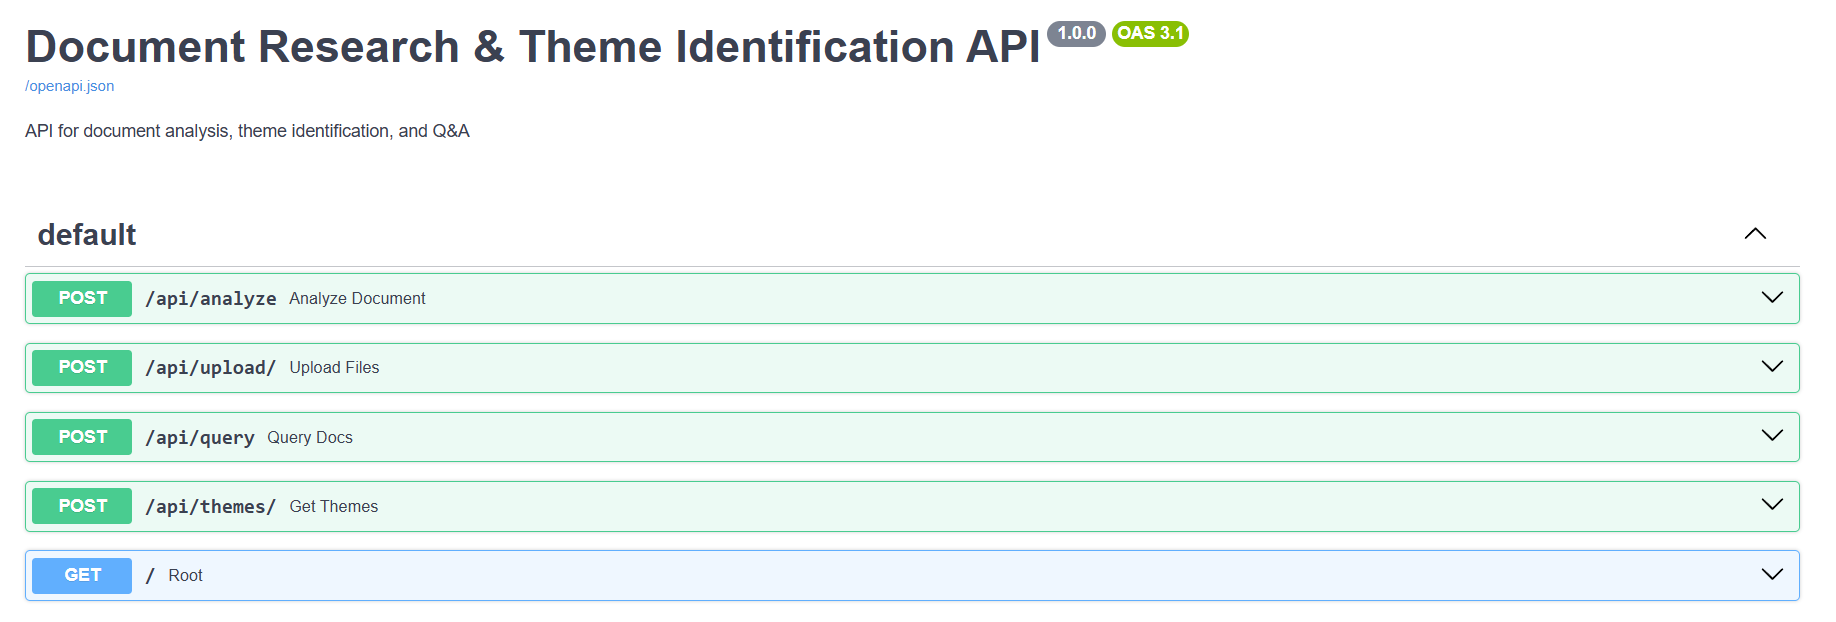 Document Research & Theme Identification API 1.0.0 OAS 3.1
/openapi.json
API for document analysis, theme identification, and Q&A
default
POST /api/analyze Analyze Document
POST /api/upload/ Upload Files
POST /api/query Query Docs
POST /api/themes/ Get Themes
GET / Root